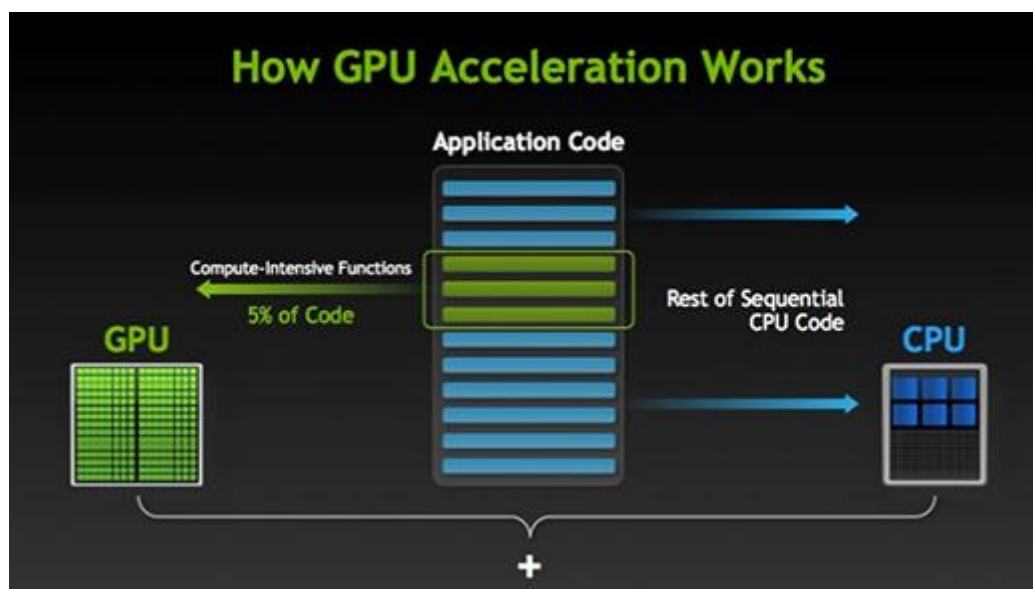 How GPU Acceleration Works
Application Code
Compute-Intensive Functions
5% of Code
GPU
Rest of Sequential
CPU Code
CPU
+